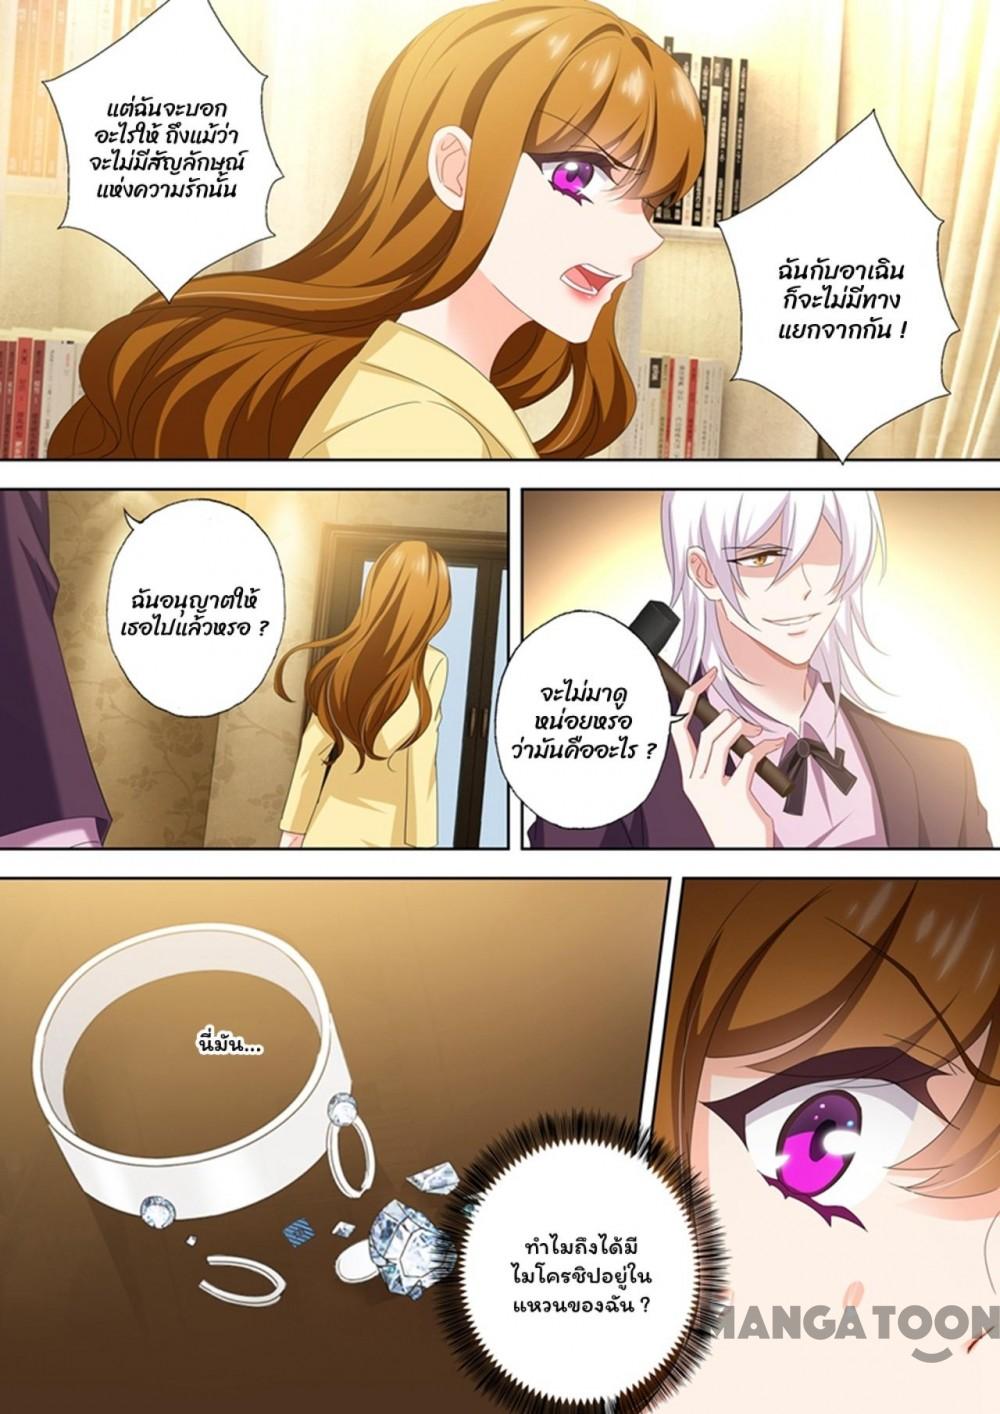 แต่ฉันจะบอก
อะไรให้ ถึงแม้ว่า
จะไม่มีสัญลักษณ์
แห่งความรักนั้น
ฉันกับอาเฉิน
ก็จะไม่มีทาง
แยกจากกัน !
ฉันอนุญาตให้
เธอไปแล้วหรอ ?
จะไม่มาดู
หน่อยหรอ
ว่ามันคืออะไร ?
นี่มัน...
ทำไมถึงได้มี
ไมโครชิปอยู่ใน
แหวนของฉัน ?
MANGATOON